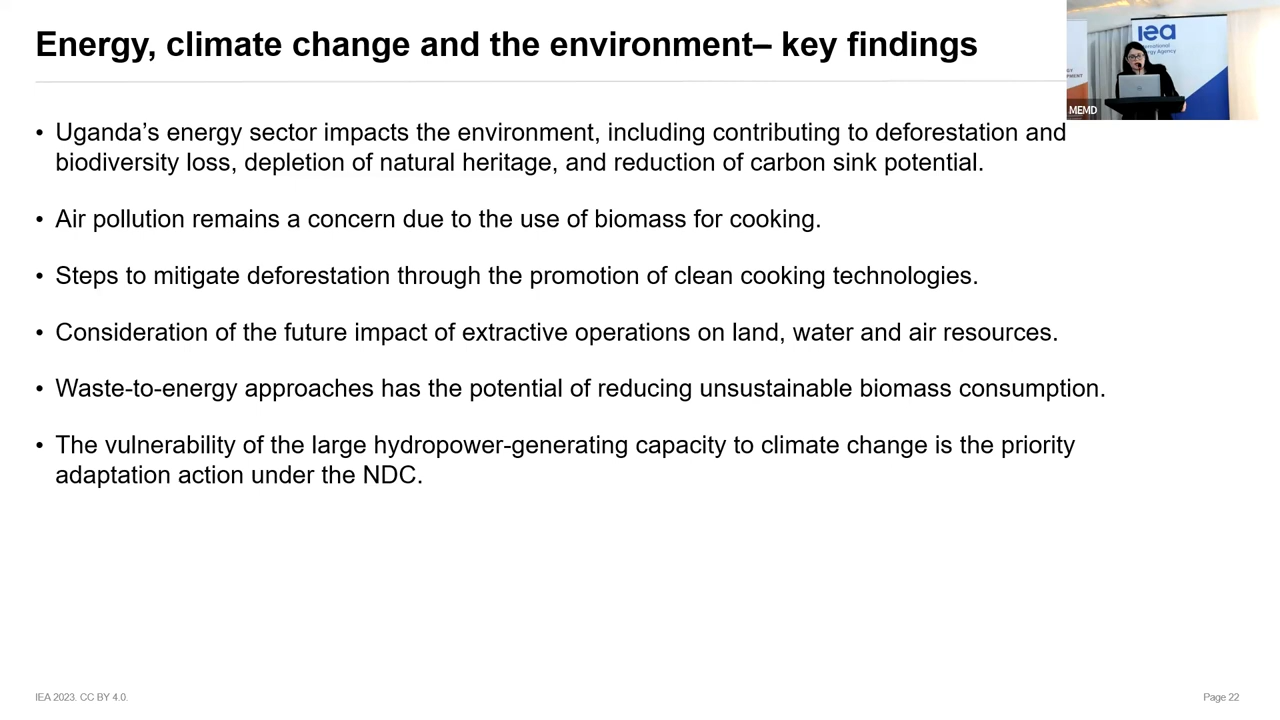 Energy, climate change and the environment– key findings
iea
International
Energy Agency
MEMD
• Uganda’s energy sector impacts the environment, including contributing to deforestation and
biodiversity loss, depletion of natural heritage, and reduction of carbon sink potential.
• Air pollution remains a concern due to the use of biomass for cooking.
• Steps to mitigate deforestation through the promotion of clean cooking technologies.
• Consideration of the future impact of extractive operations on land, water and air resources.
• Waste-to-energy approaches has the potential of reducing unsustainable biomass consumption.
• The vulnerability of the large hydropower-generating capacity to climate change is the priority
adaptation action under the NDC.
IEA 2023. CC BY 4.0.
Page 22